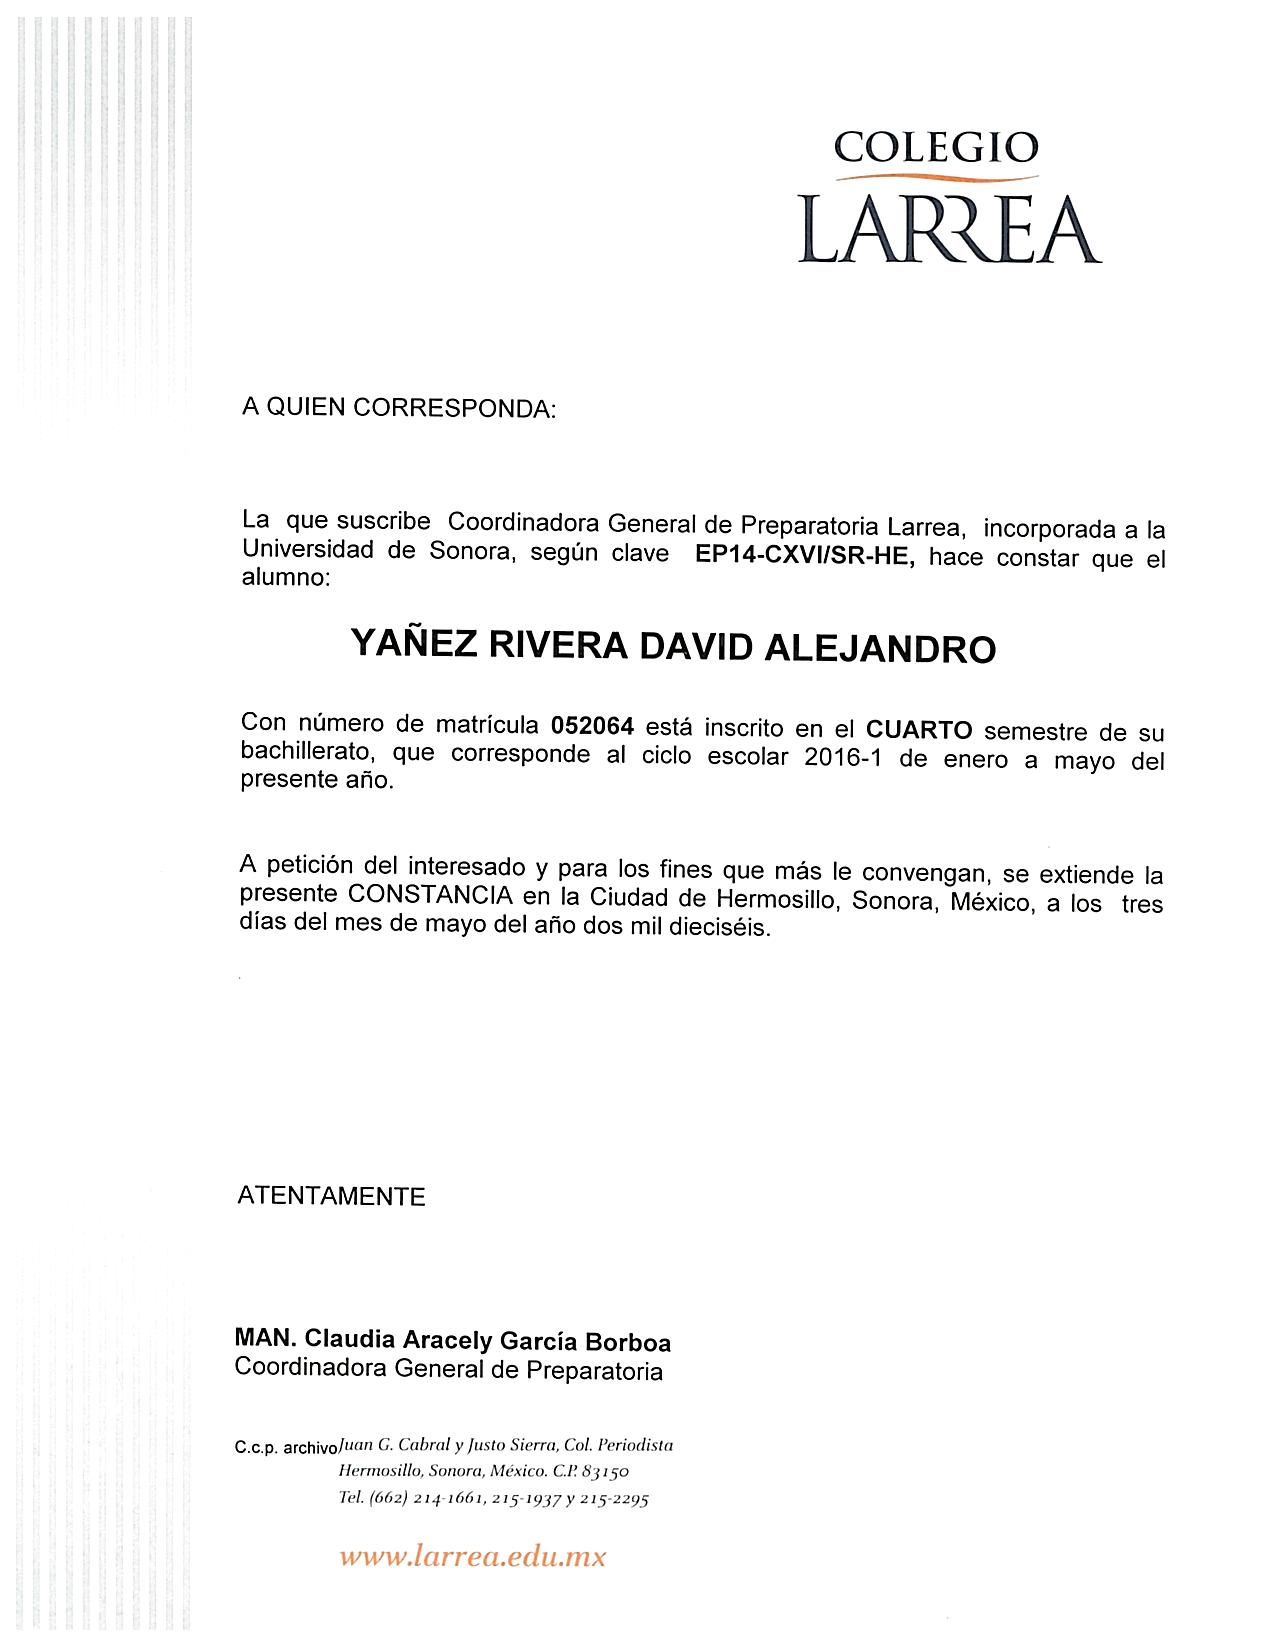 COLEGIO
LARREA
A QUIEN CORRESPONDA:
La que suscribe Coordinadora General de Preparatoria Larrea, incorporada a la
Universidad de Sonora, según clave EP14-CXVI/SR-HE, hace constar que el
alumno:
YAÑEZ RIVERA DAVID ALEJANDRO
Con número de matrícula 052064 está inscrito en el CUARTO semestre de su
bachillerato, que corresponde al ciclo escolar 2016-1 de enero a mayo del
presente año.
A petición del interesado y para los fines que más le convengan, se extiende la
presente CONSTANCIA en la Ciudad de Hermosillo, Sonora, México, a los tres
días del mes de mayo del año dos mil dieciséis.
ATENTAMENTE
MAN. Claudia Aracely García Borboa
Coordinadora General de Preparatoria
C.c.p. archivo Juan G. Cabral y Justo Sierra, Col. Periodista
Hermosillo, Sonora, México. C.P. 83150
Tel. (662) 214-1661, 215-1937 y 215-2295
www.larrea.edu.mx